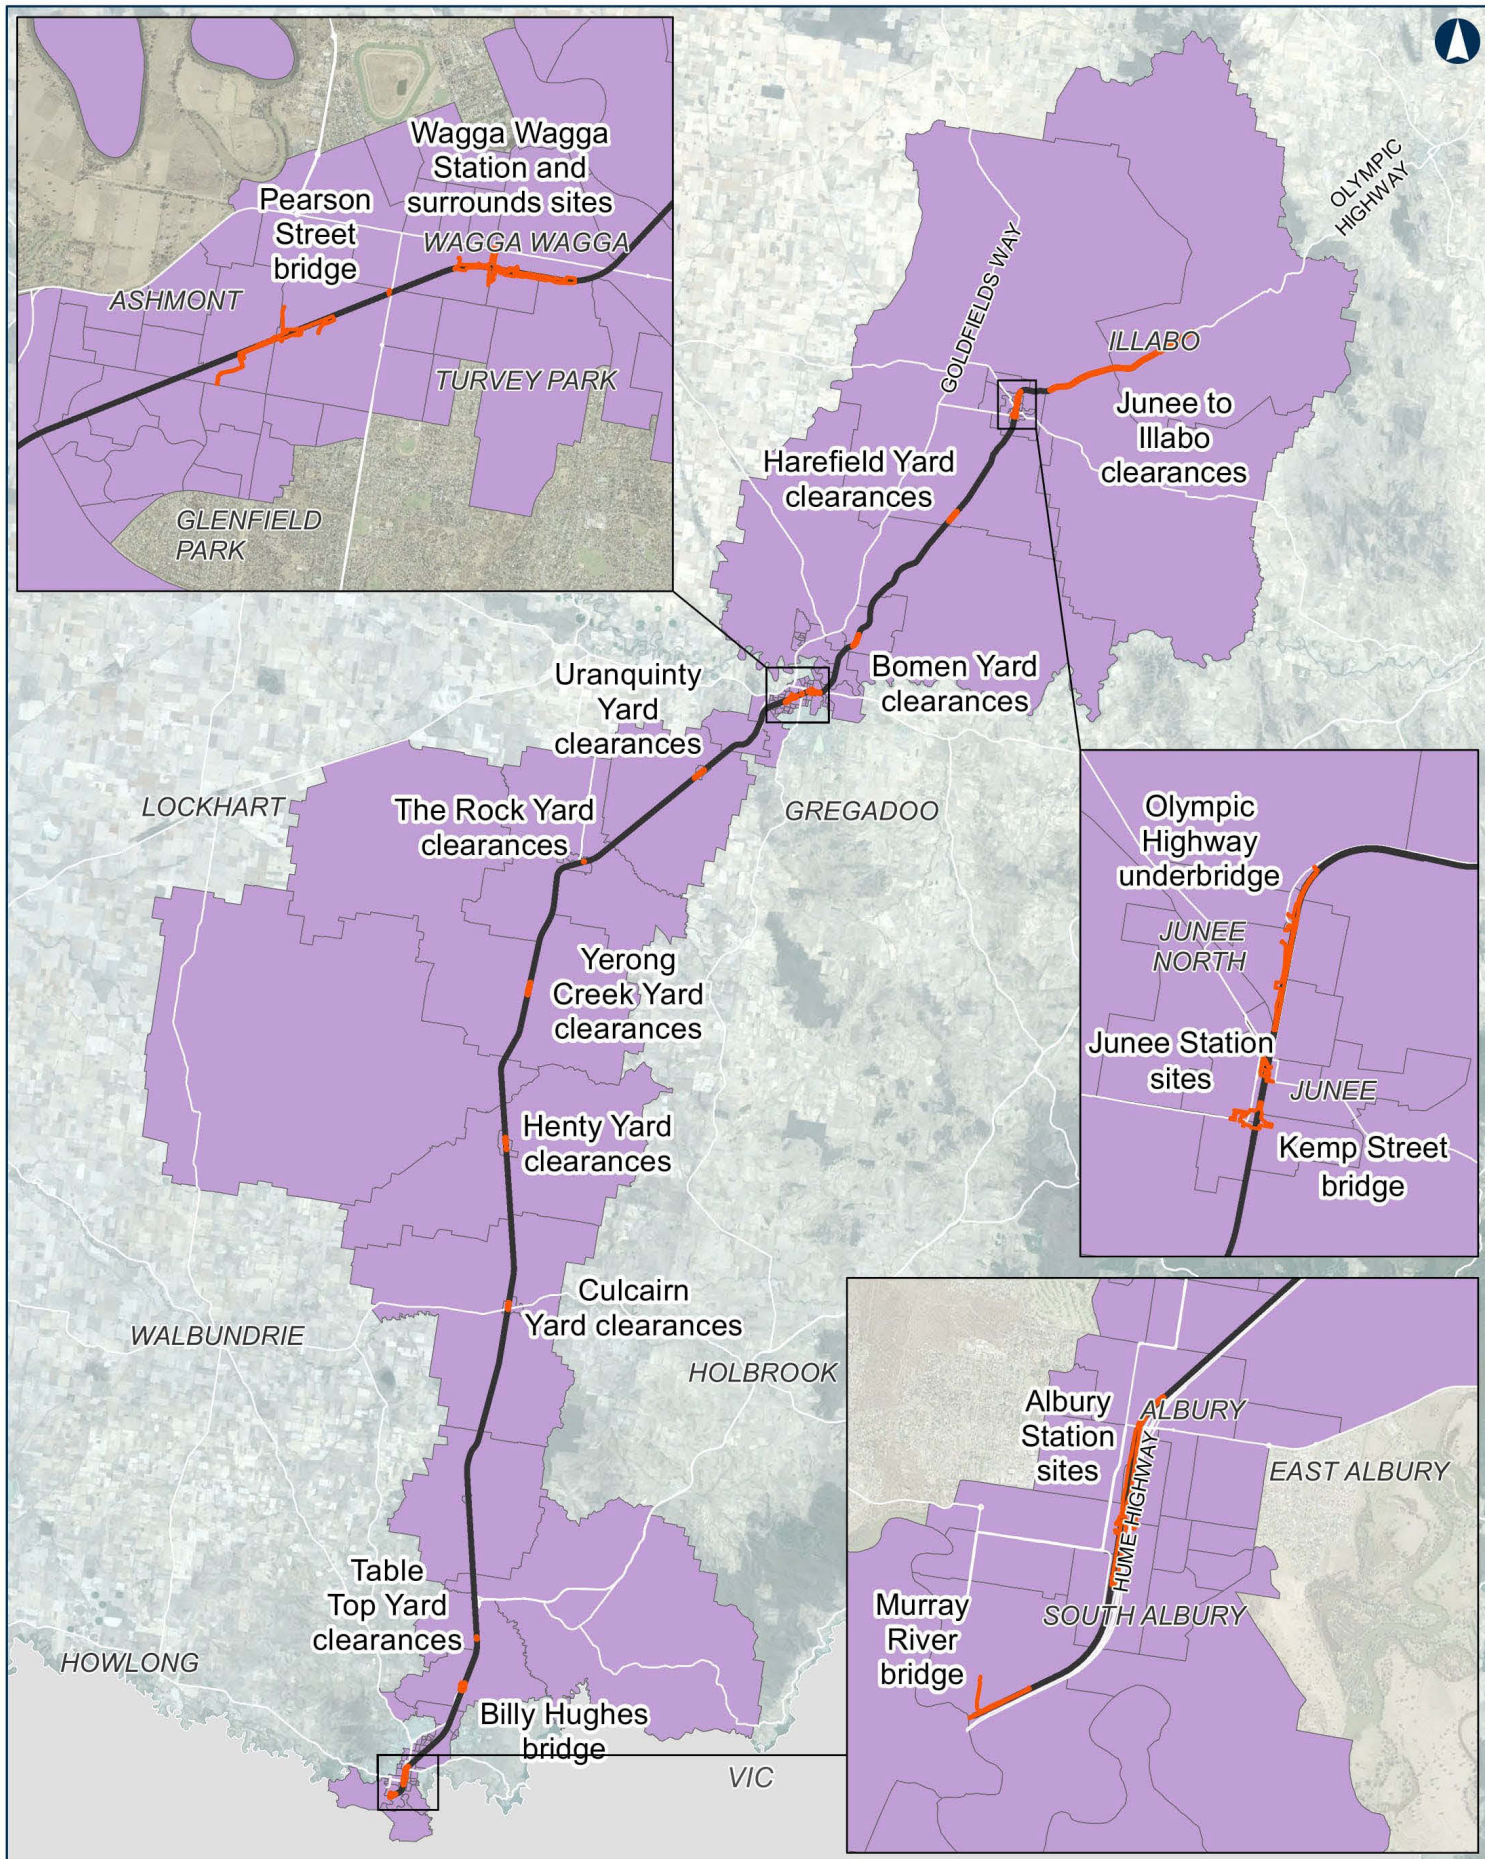 Wagga Wagga
Station and
surrounds sites
Pearson
Street
bridge
WAGGA WAGGA
ASHMONT
TURVEY PARK
GLENFIELD
PARK
OLYMPIC
HIGHWAY
GOLDFIELDS WAY
ILLABO
Junee to
Illabo
clearances
Harefield Yard
clearances
Uranquinty
Yard
clearances
Bomen Yard
clearances
LOCKHART
The Rock Yard
clearances
GREGADOO
Olympic
Highway
underbridge
JUNEE
NORTH
Junee Station
sites
JUNEE
Kemp Street
bridge
Yerong
Creek Yard
clearances
Henty Yard
clearances
Culcairn
Yard clearances
WALBUNDRIE
HOLBROOK
Albury
Station
sites
ALBURY
HUME HIGHWAY
EAST ALBURY
SOUTH ALBURY
Murray
River
bridge
Table
Top Yard
clearances
HOWLONG
Billy Hughes
bridge
VIC